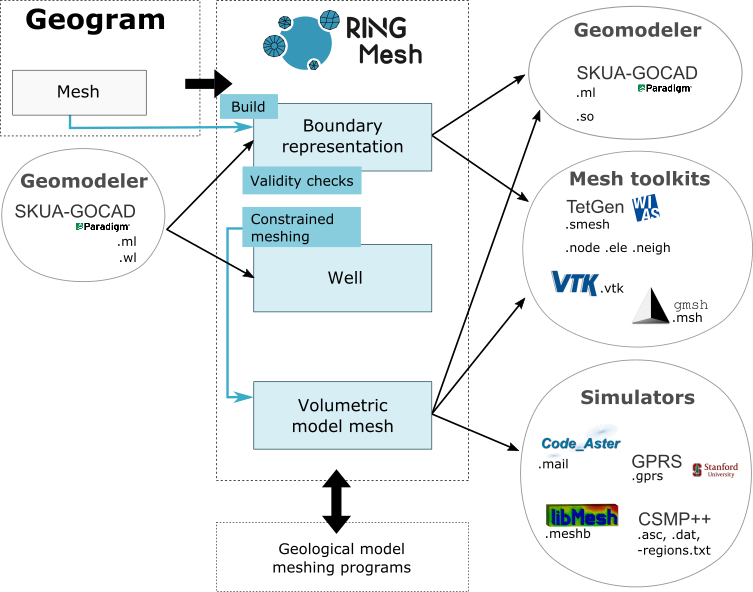 Geogram
Mesh
Geomodeler
SKUA-GOCAD
Paradigm
.ml
.wl
RING
Mesh
Build
Boundary
representation
Validity checks
Constrained
meshing
Well
Volumetric
model mesh
Geological model
meshing programs
Geomodeler
SKUA-GOCAD
.ml
Paradigm
.so
Mesh toolkits
TetGen
WIAS
.smesh
.node .ele .neigh
VTK .vtk
gmsh
.msh
Simulators
Code_Aster
.mail
GPRS
.gprs
Stanford
University
libMesh
.meshb
CSMP++
.asc, .dat,
-regions.txt